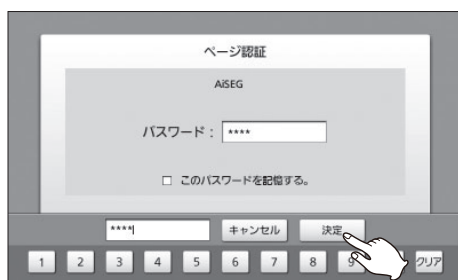 ページ認証
AiSEG
パスワード： ****
□ このパスワードを記憶する。
****
キャンセル 決定
1 2 3 4 5 6 7 8 9 クリア